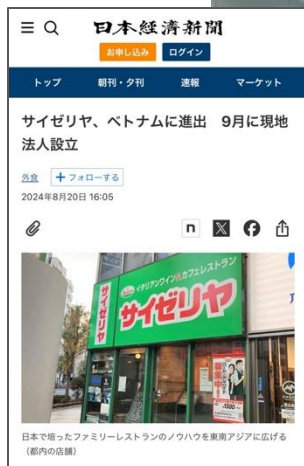 日本経済新聞
お申し込み
ログイン
トップ
朝刊・夕刊
速報
マーケット
サイゼリヤ、ベトナムに進出　9月に現地
法人設立
外食
フォローする
2024年8月20日 16:05
イタリアンワイン&カフェレストラン
サイゼリヤ
サイゼリヤ
日本で培ったファミリーレストランのノウハウを東南アジアに広げる
（都内の店舗）